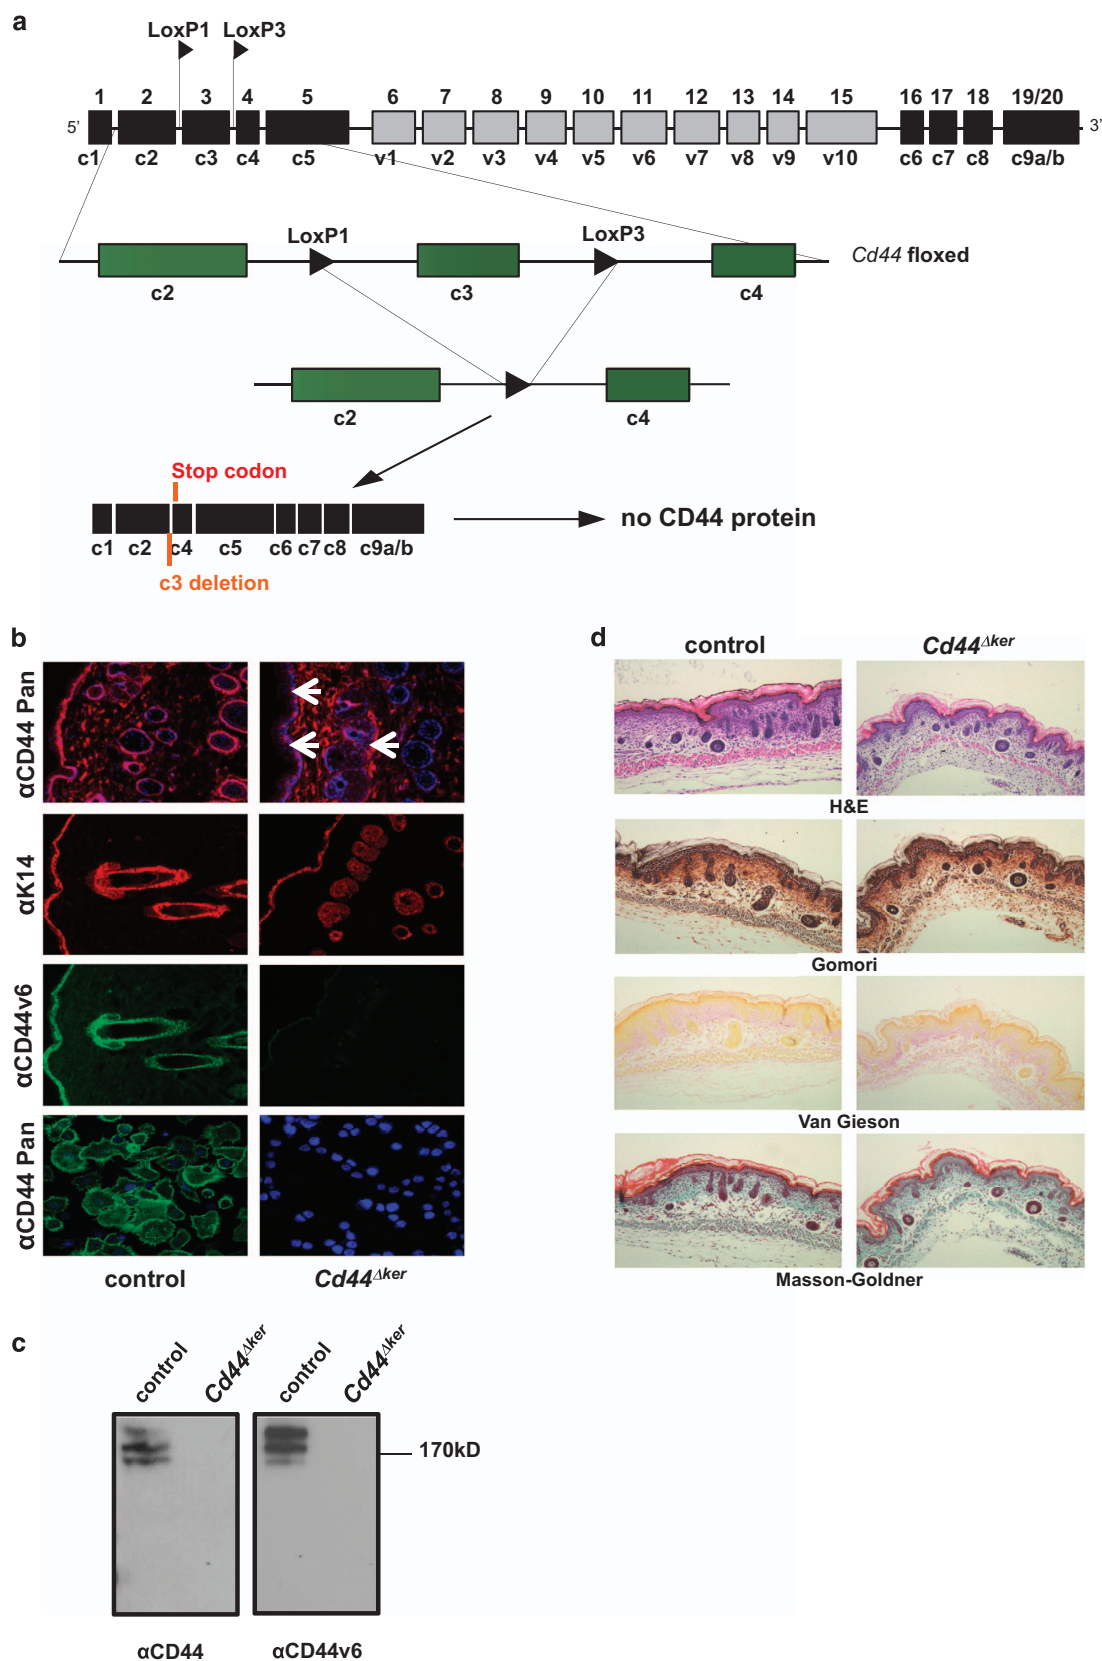 a
LoxP1 LoxP3
1 2 3 4 5 6 7 8 9 10 11 12 13 14 15 16 17 18 19/20
5' 3'
c1 c2 c3 c4 c5 v1 v2 v3 v4 v5 v6 v7 v8 v9 v10 c6 c7 c8 c9a/b
LoxP1 LoxP3
Cd44 floxed
c2 c3 c4
c2 c4
Stop codon
c1 c2 c4 c5 c6 c7 c8 c9a/b
no CD44 protein
c3 deletion
b
αCD44 Pan
αK14
αCD44v6
αCD44 Pan
control Cd44Δker
c
control Cd44Δker control Cd44Δker
170kD
αCD44 αCD44v6
d
control Cd44Δker
H&E
Gomori
Van Gieson
Masson-Goldner